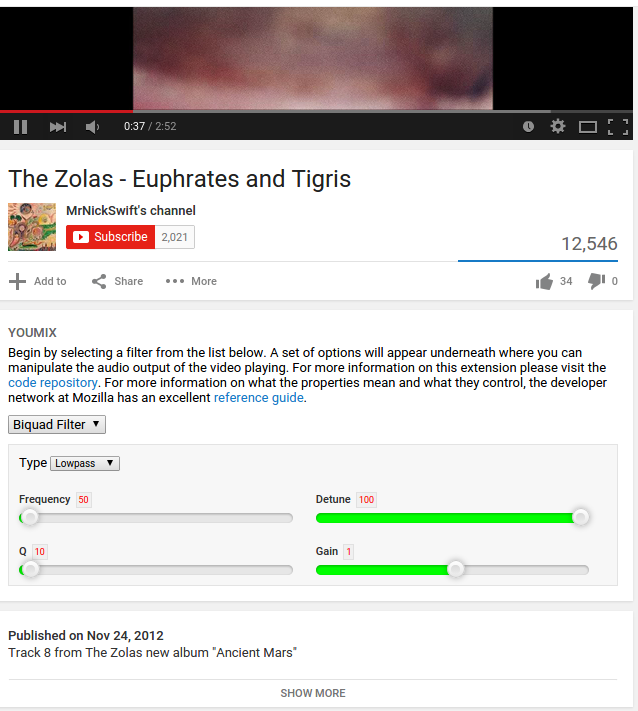 0:37 / 2:52
The Zolas - Euphrates and Tigris
MrNickSwift's channel
Subscribe 2,021
12,546
Add to Share More 34 0
YOUMIX
Begin by selecting a filter from the list below. A set of options will appear underneath where you can
manipulate the audio output of the video playing. For more information on this extension please visit the
code repository. For more information on what the properties mean and what they control, the developer
network at Mozilla has an excellent reference guide.
Biquad Filter
Type Lowpass
Frequency 50 Detune 100
Q 10 Gain 1
Published on Nov 24, 2012
Track 8 from The Zolas new album "Ancient Mars"
SHOW MORE